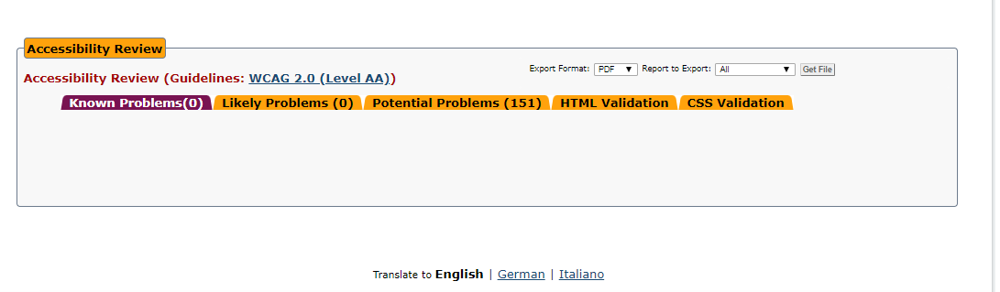 Accessibility Review
Export Format: PDF ▼ Report to Export: All ▼ Get File
Accessibility Review (Guidelines: WCAG 2.0 (Level AA))
Known Problems(0) Likely Problems (0) Potential Problems (151) HTML Validation CSS Validation
Translate to English | German | Italiano